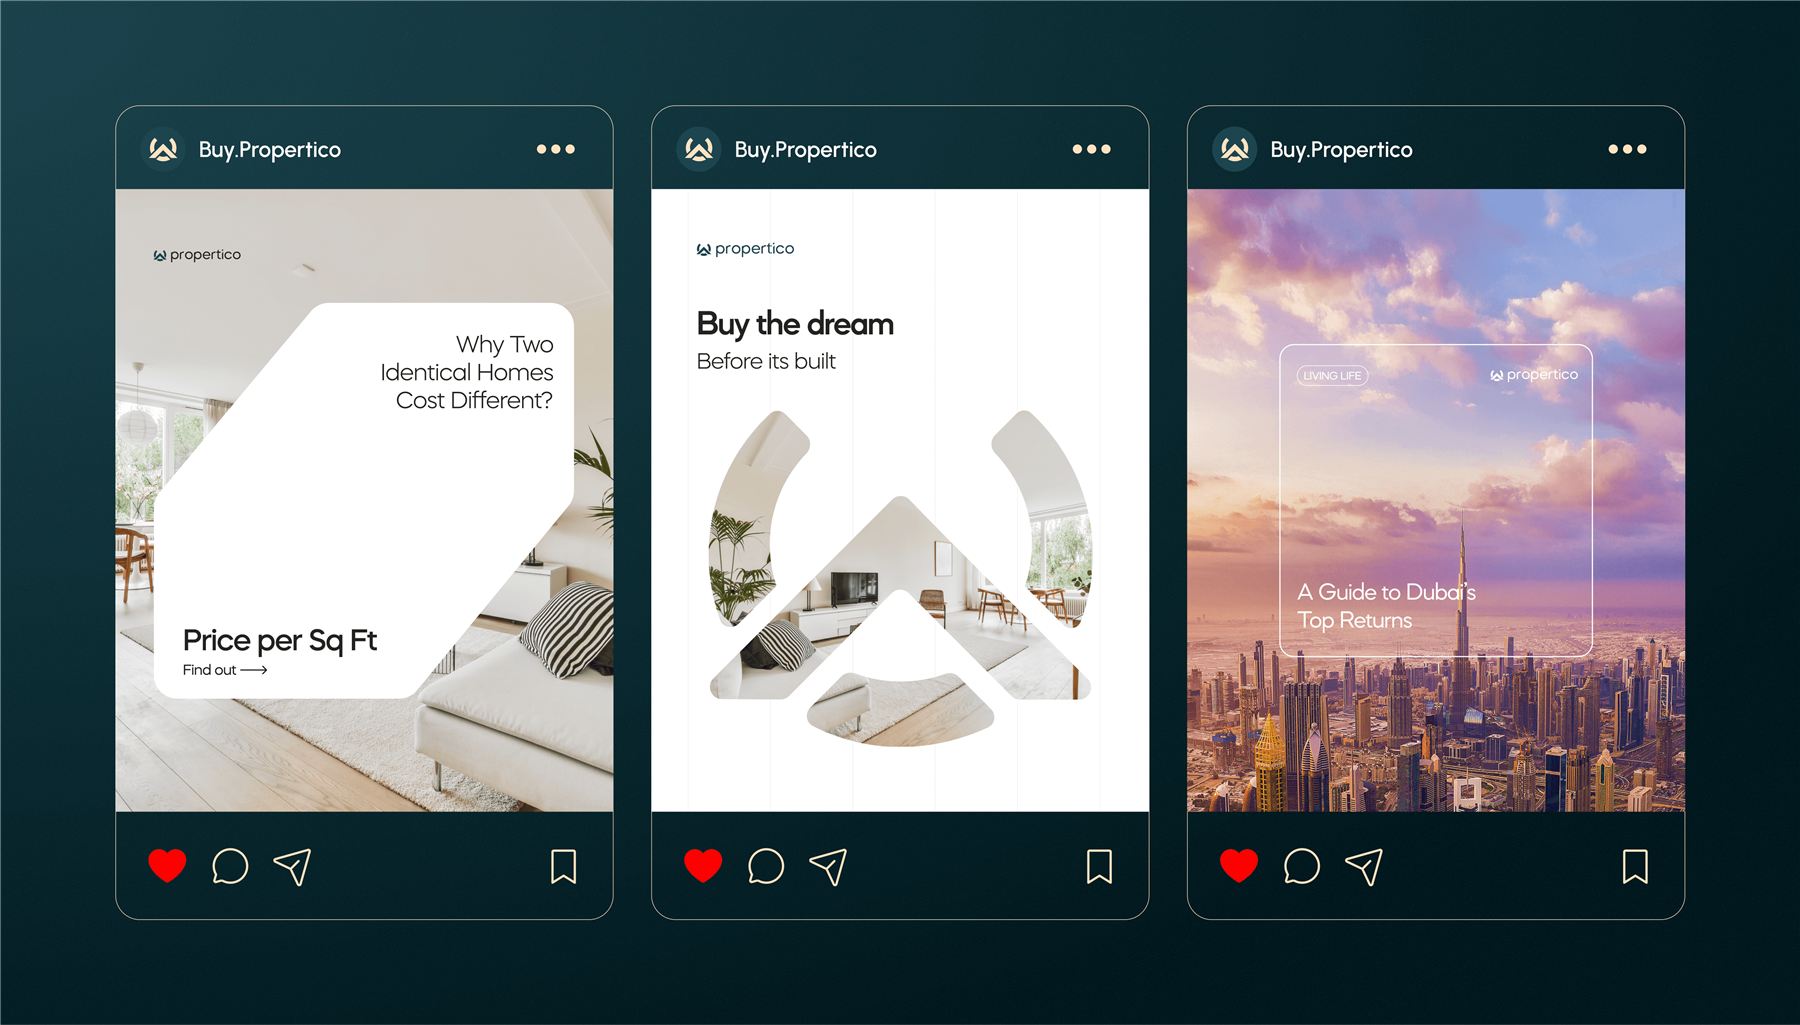 Buy.Propertico
propertico
Why Two
Identical Homes
Cost Different?
Price per Sq Ft
Find out
Buy.Propertico
propertico
Buy the dream
Before its built
Buy.Propertico
LIVING LIFE
propertico
A Guide to Dubai's
Top Returns